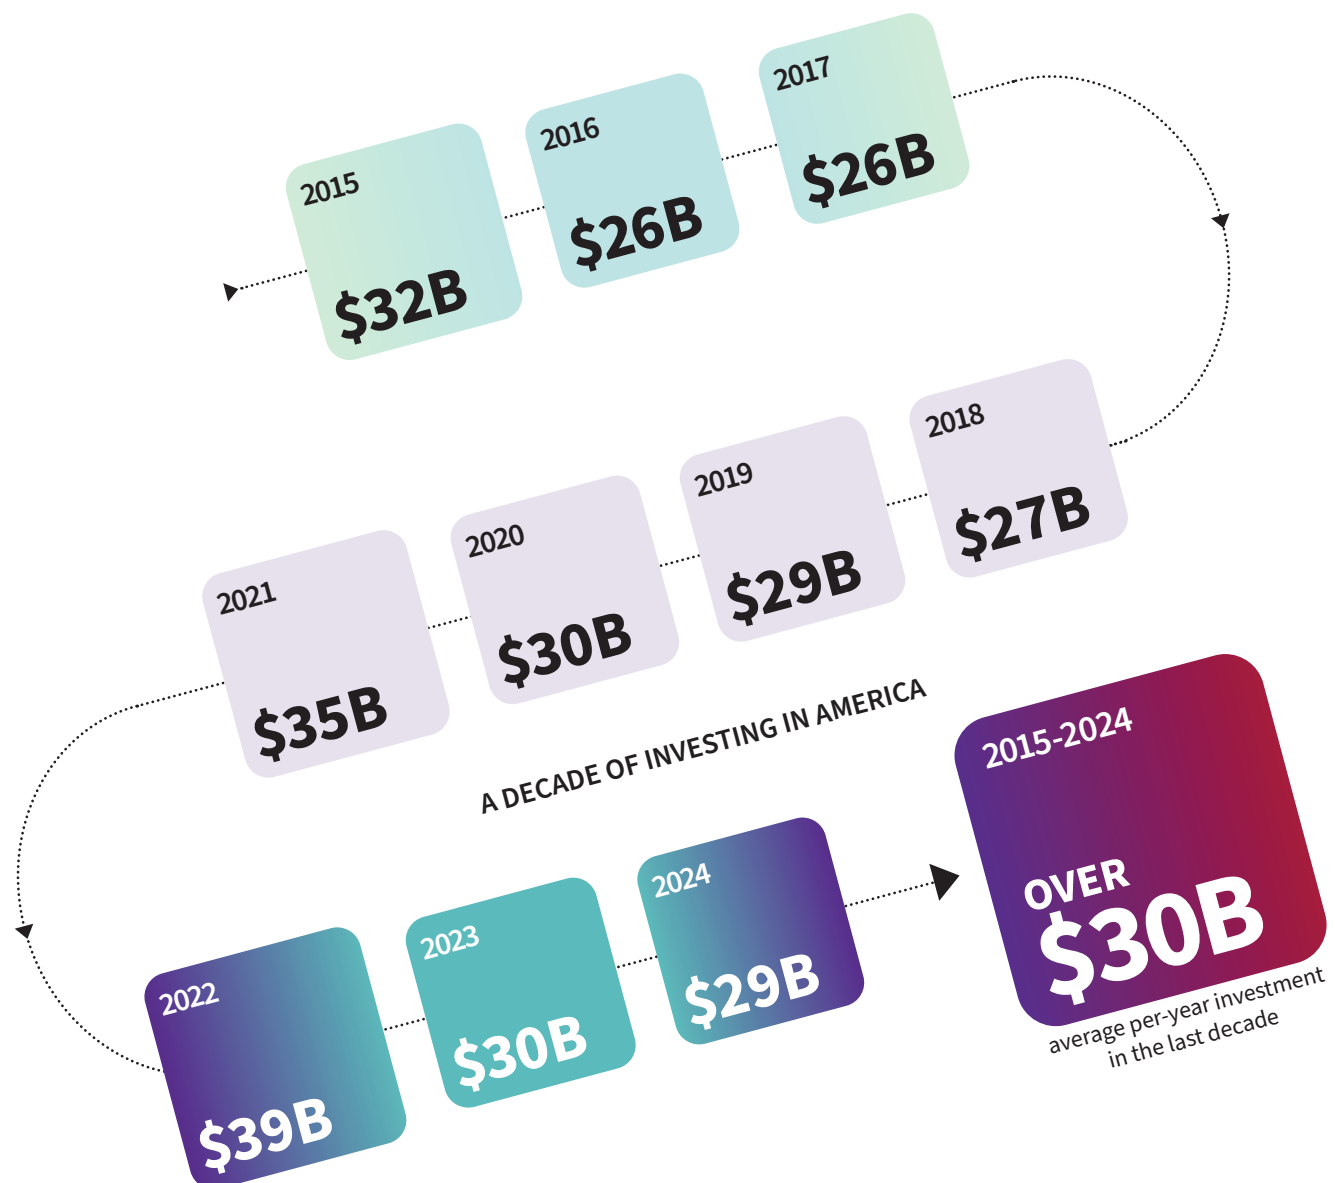 2015
$32B
2016
$26B
2017
$26B
2018
$27B
2019
$29B
2020
$30B
2021
$35B
A DECADE OF INVESTING IN AMERICA
2022
$39B
2023
$30B
2024
$29B
2015-2024
OVER
$30B
average per-year investment
in the last decade